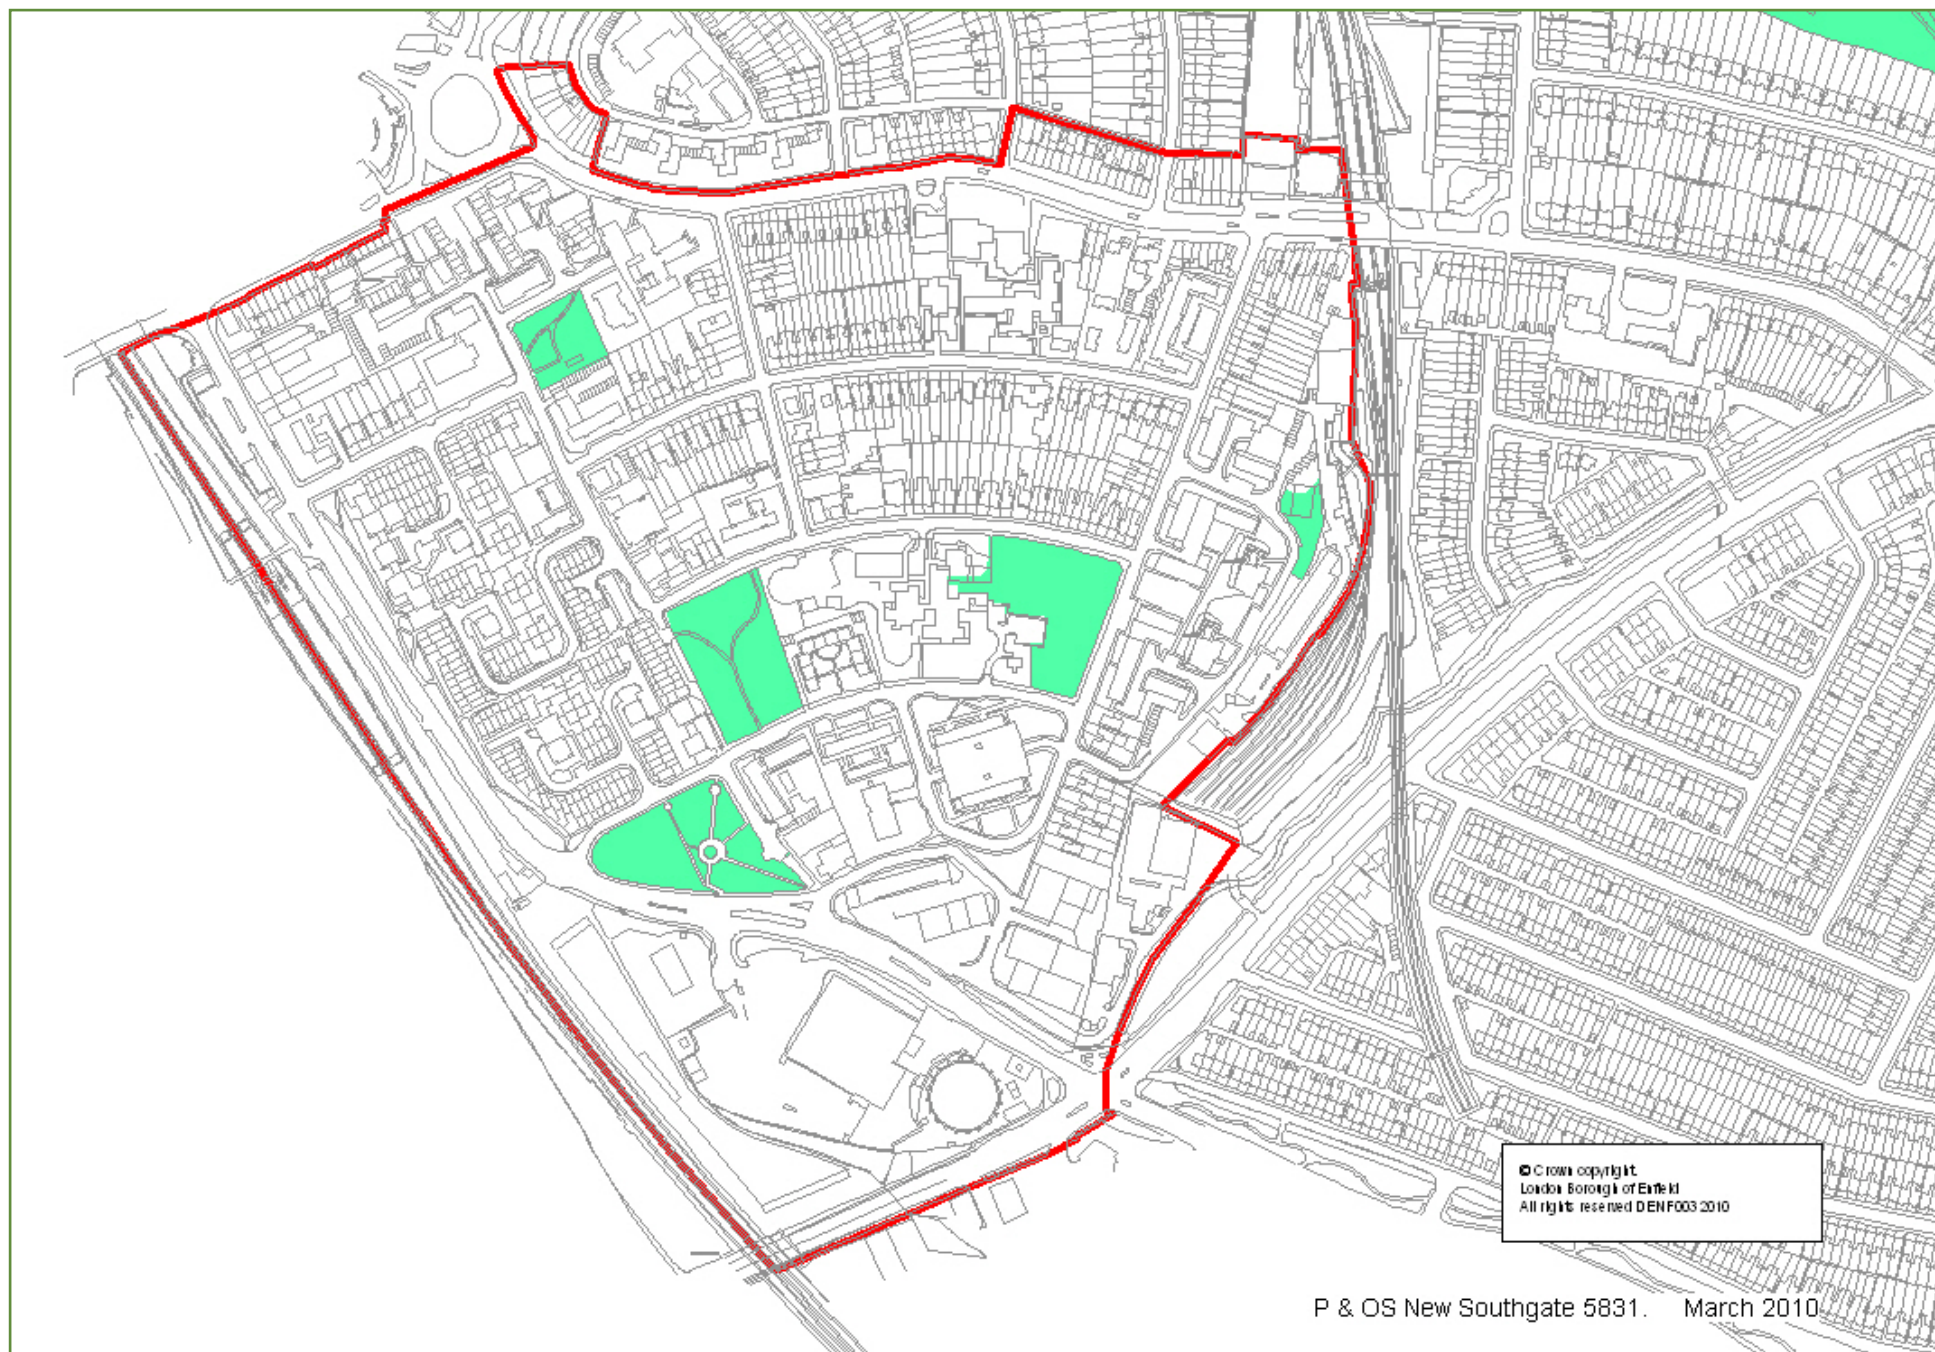 © Crown copyright.
London Borough of Enfield
All rights reserved DENF003 2010
P & OS New Southgate 5831. March 2010